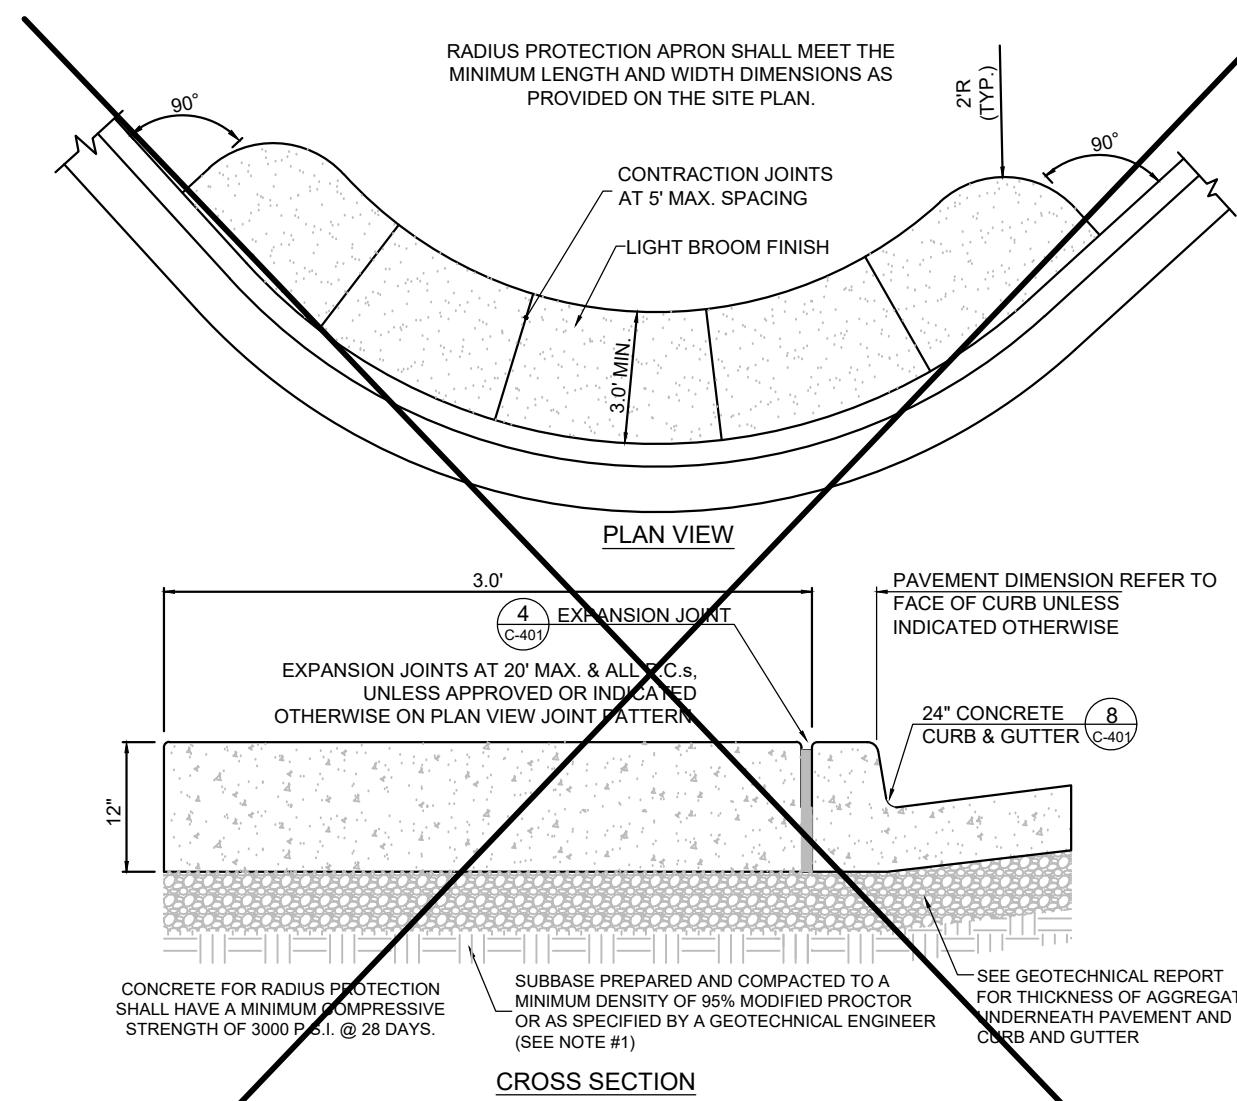 RADIUS PROTECTION APRON SHALL MEET THE
MINIMUM LENGTH AND WIDTH DIMENSIONS AS
PROVIDED ON THE SITE PLAN.
90°
2'R
(TYP.)
90°
CONTRACTION JOINTS
AT 5' MAX. SPACING
LIGHT BROOM FINISH
3.0' MIN.
PLAN VIEW
3.0'
4
C-401
EXPANSION JOINT
PAVEMENT DIMENSION REFER TO
FACE OF CURB UNLESS
INDICATED OTHERWISE
EXPANSION JOINTS AT 20' MAX. & ALL P.C.s,
UNLESS APPROVED OR INDICATED
OTHERWISE ON PLAN VIEW JOINT PATTERN.
24" CONCRETE
CURB & GUTTER
8
C-401
12"
CONCRETE FOR RADIUS PROTECTION
SHALL HAVE A MINIMUM COMPRESSIVE
STRENGTH OF 3000 P.S.I. @ 28 DAYS.
SUBBASE PREPARED AND COMPACTED TO A
MINIMUM DENSITY OF 95% MODIFIED PROCTOR
OR AS SPECIFIED BY A GEOTECHNICAL ENGINEER
(SEE NOTE #1)
SEE GEOTECHNICAL REPORT
FOR THICKNESS OF AGGREGAT
UNDERNEATH PAVEMENT AND
CURB AND GUTTER
CROSS SECTION